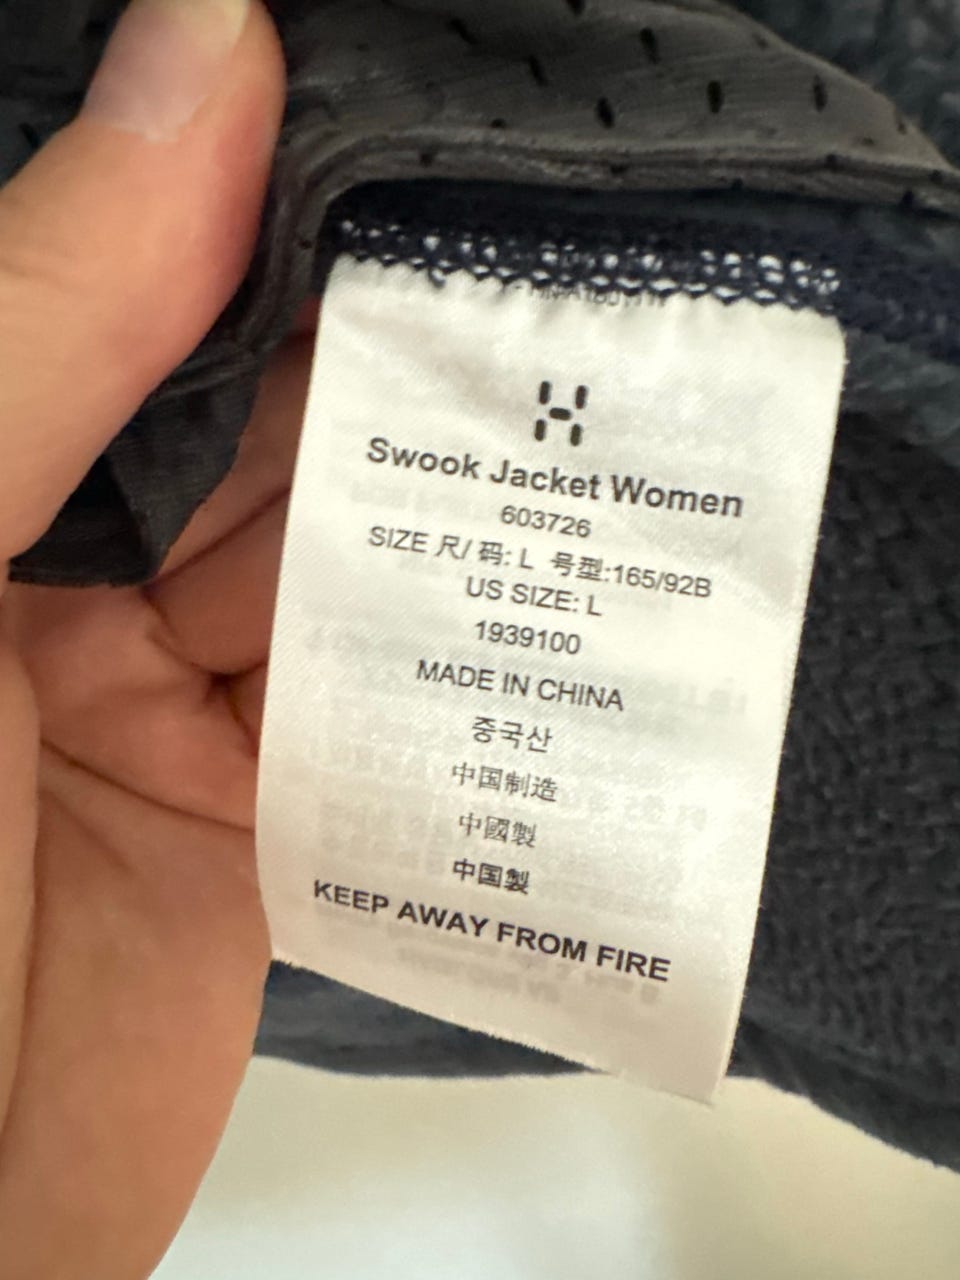 Swook Jacket Women
603726
SIZE 尺/ 码: L 号型:165/92B
US SIZE: L
1939100
MADE IN CHINA
중국산
中国制造
中國製
中国製
KEEP AWAY FROM FIRE